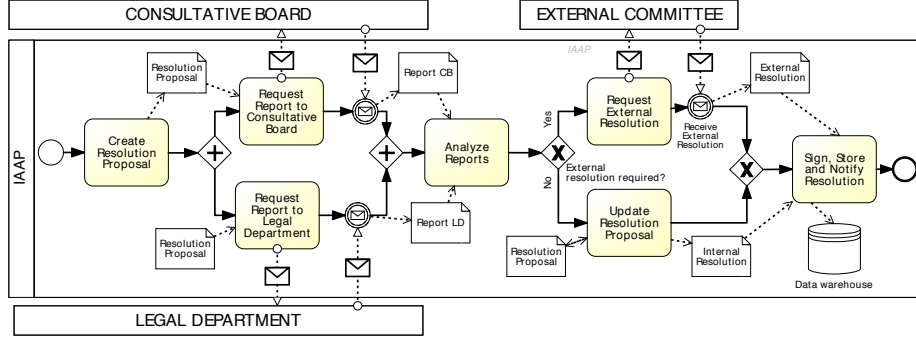 CONSULTATIVE BOARD
EXTERNAL COMMITTEE
IAAP
IAAP
Resolution
Proposal
Request
Report to
Consultative
Board
Report CB
Create
Resolution
Proposal
Analyze
Reports
Request
Report to
Legal
Department
Resolution
Proposal
Report LD
Yes
No
External
resolution required?
Request
External
Resolution
Receive
External
Resolution
External
Resolution
Update
Resolution
Proposal
Resolution
Proposal
Internal
Resolution
Sign, Store
and Notify
Resolution
Data warehouse
LEGAL DEPARTMENT